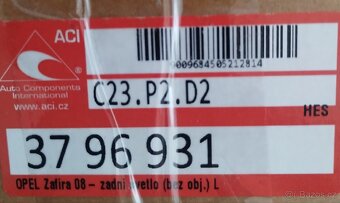 ACI
Auto Components
International
www.aci.cz
9009684505212814
C23.P2.D2
HES
37 96 931
OPEL Zafira 08 – zadní světlo (bez obj.) L